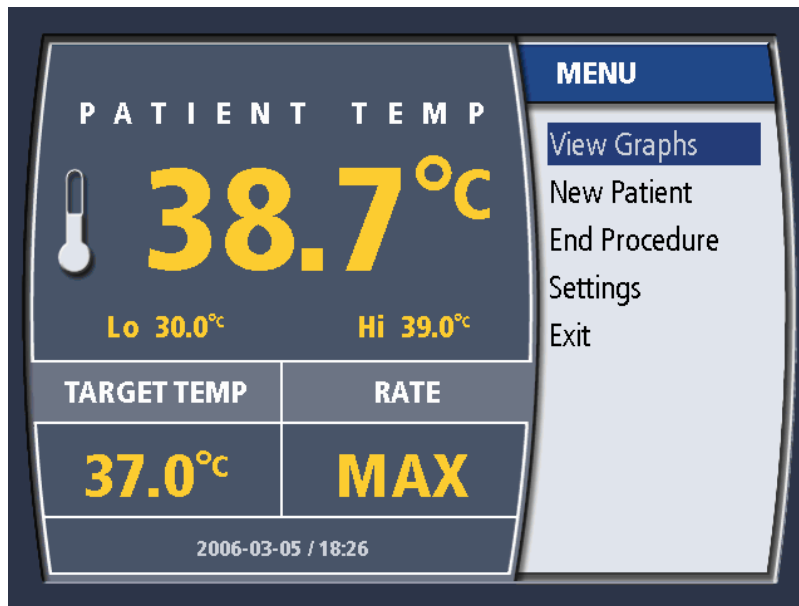 PATIENT TEMP
38.7°C
Lo 30.0°C Hi 39.0°C
TARGET TEMP RATE
37.0°C MAX
2006-03-05 / 18:26
MENU
View Graphs
New Patient
End Procedure
Settings
Exit